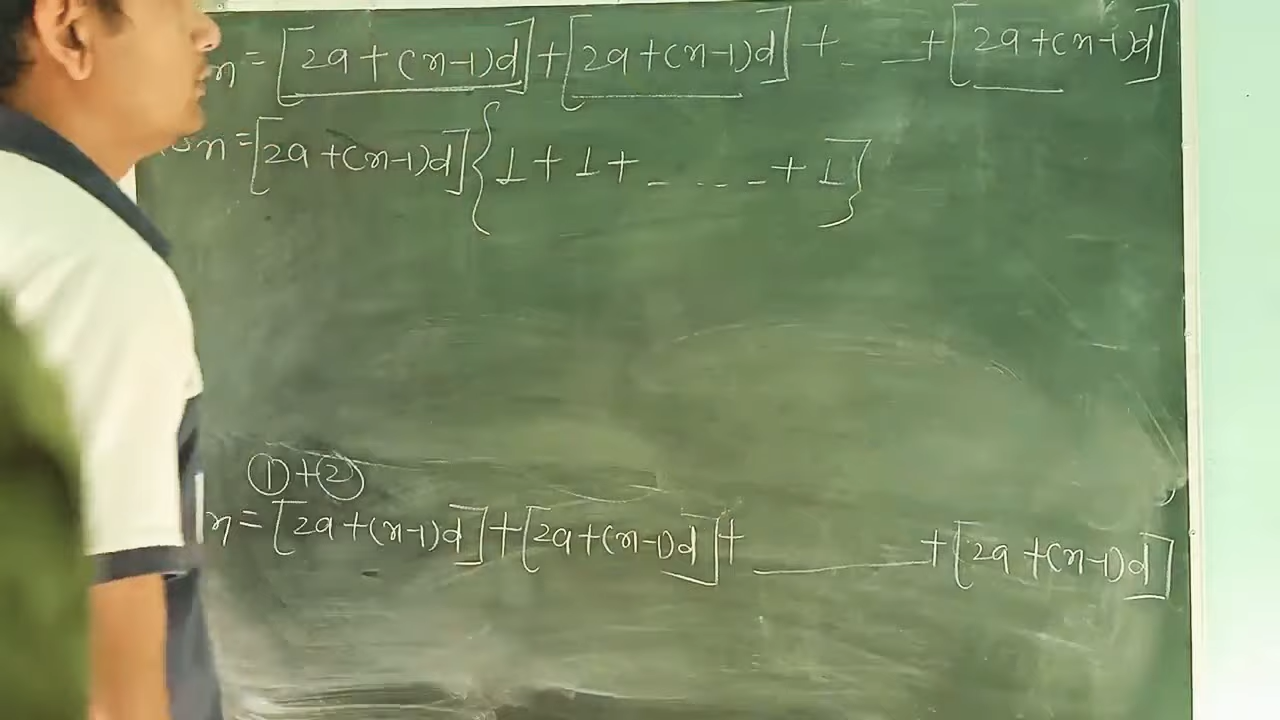 n = [2a+(n-1)d] + [2a+(n-1)d] + - — + [2a+(n-1)d]
Sn = [2a+(n-1)d] { 1 + 1 + - - - - + 1 }
① + ②
n = [2a+(n-1)d] + [2a+(n-1)d] + ——— + [2a+(n-1)d]